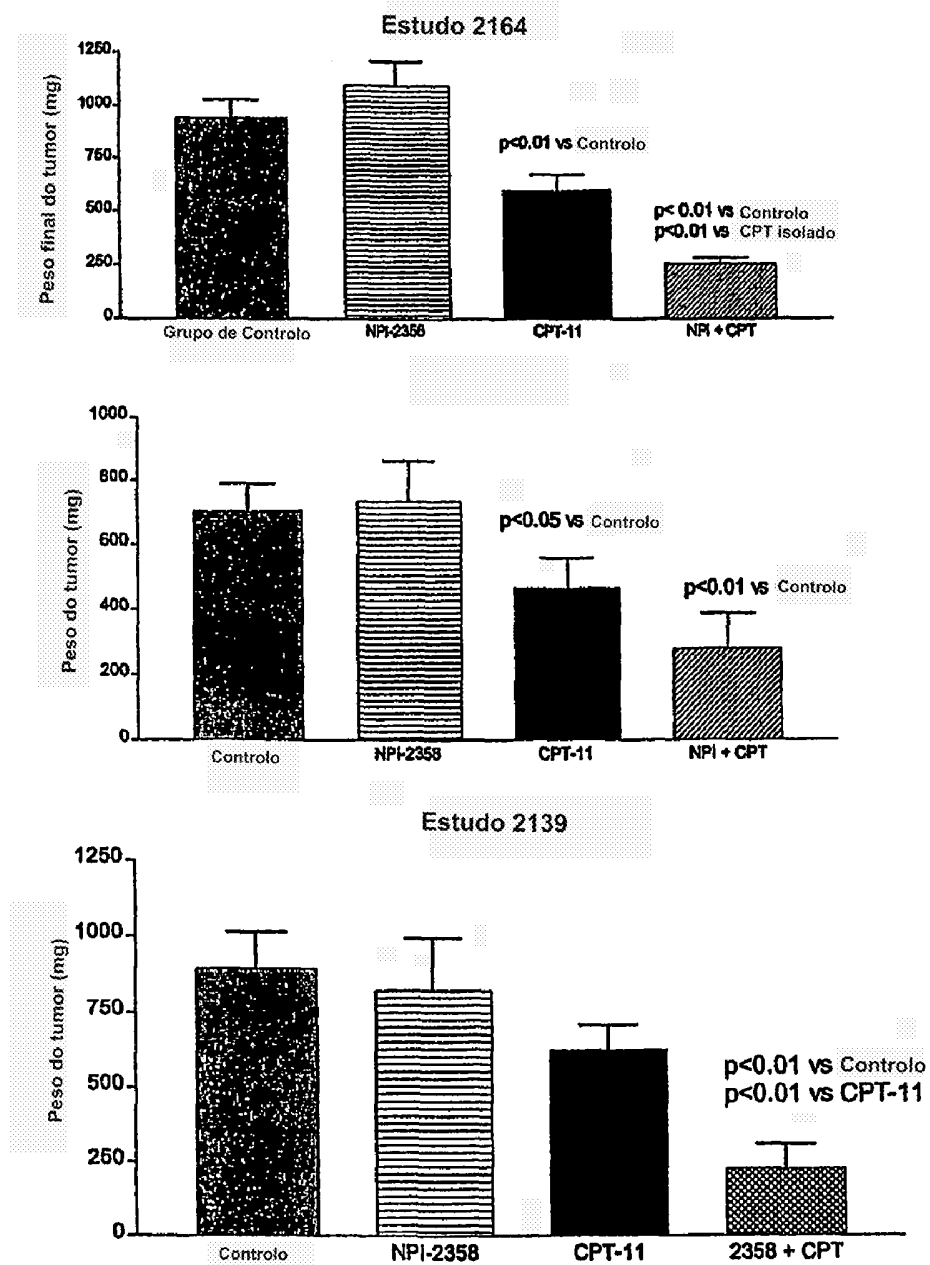 Estudo 2164
Peso final do tumor (mg)
1250
1000
750
500
250
0
p<0.01 vs Controlo
p< 0.01 vs Controlo
p<0.01 vs CPT isolado
Grupo de Controlo
NPI-2358
CPT-11
NPI + CPT
Peso do tumor (mg)
1000
800
600
400
200
0
p<0.05 vs Controlo
p<0.01 vs Controlo
Controlo
NPI-2358
CPT-11
NPI + CPT
Estudo 2139
Peso do tumor (mg)
1250
1000
750
500
250
0
p<0.01 vs Controlo
p<0.01 vs CPT-11
Controlo
NPI-2358
CPT-11
2358 + CPT